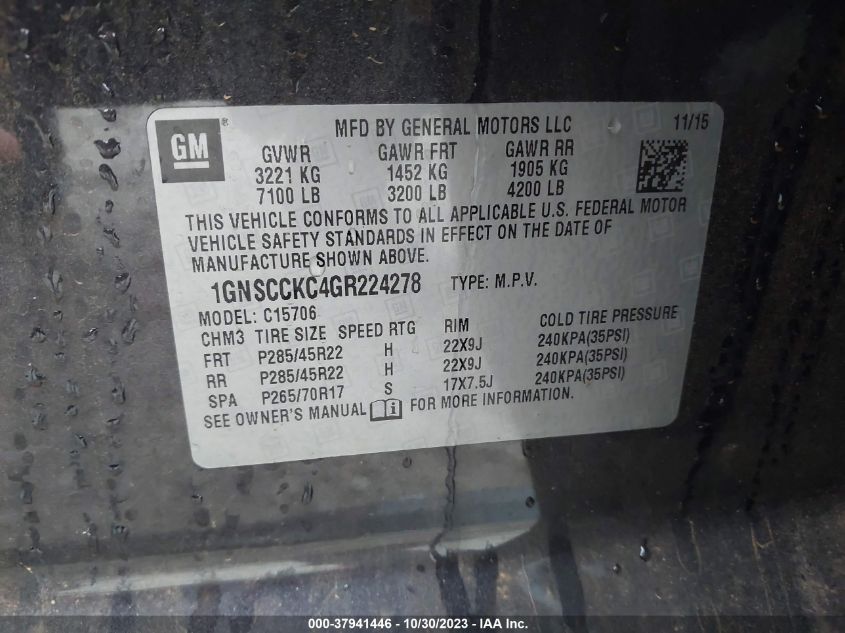 GM®
MFD BY GENERAL MOTORS LLC 11/15
GVWR GAWR FRT GAWR RR
3221 KG 1452 KG 1905 KG
7100 LB 3200 LB 4200 LB
THIS VEHICLE CONFORMS TO ALL APPLICABLE U.S. FEDERAL MOTOR
VEHICLE SAFETY STANDARDS IN EFFECT ON THE DATE OF
MANUFACTURE SHOWN ABOVE.
1GNSCCKC4GR224278 TYPE: M.P.V.
MODEL: C15706
CHM3 TIRE SIZE SPEED RTG RIM COLD TIRE PRESSURE
FRT P285/45R22 H 22X9J 240KPA(35PSI)
RR P285/45R22 H 22X9J 240KPA(35PSI)
SPA P265/70R17 S 17X7.5J 240KPA(35PSI)
SEE OWNER'S MANUAL FOR MORE INFORMATION.
000-37941446 - 10/30/2023 - IAA Inc.